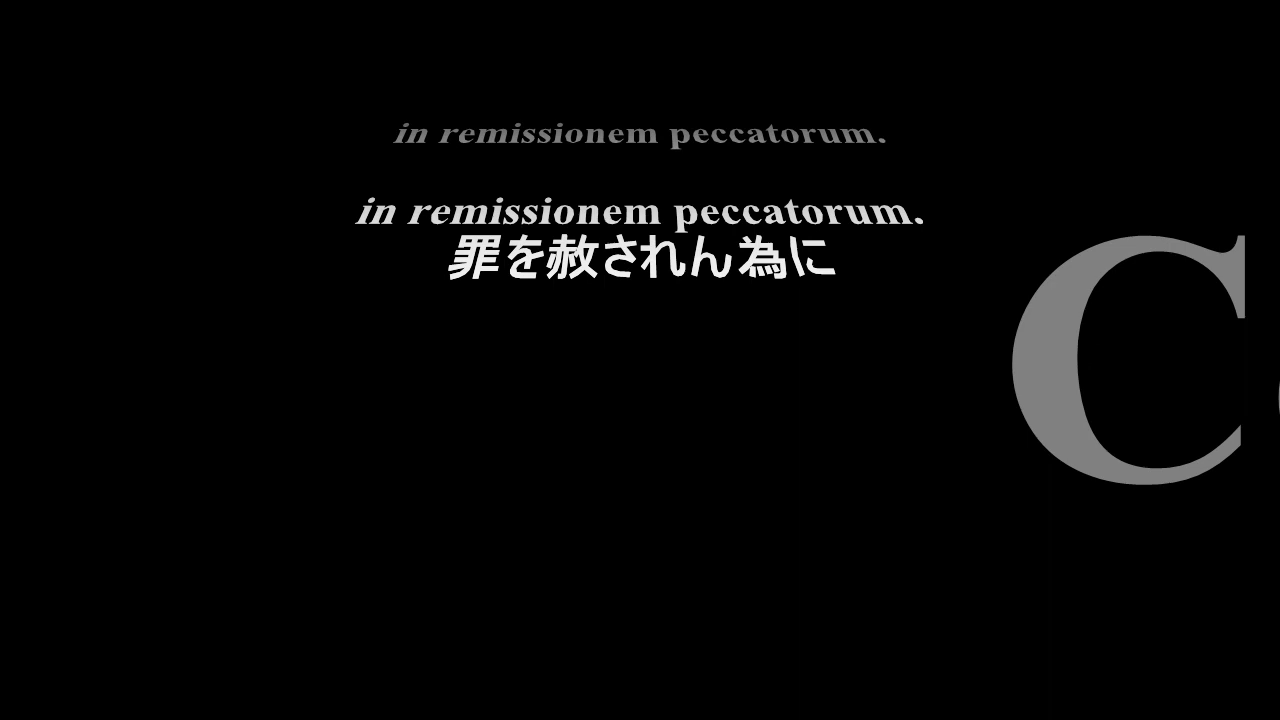 in remissionem peccatorum.
in remissionem peccatorum.
罪を赦されん為に
C